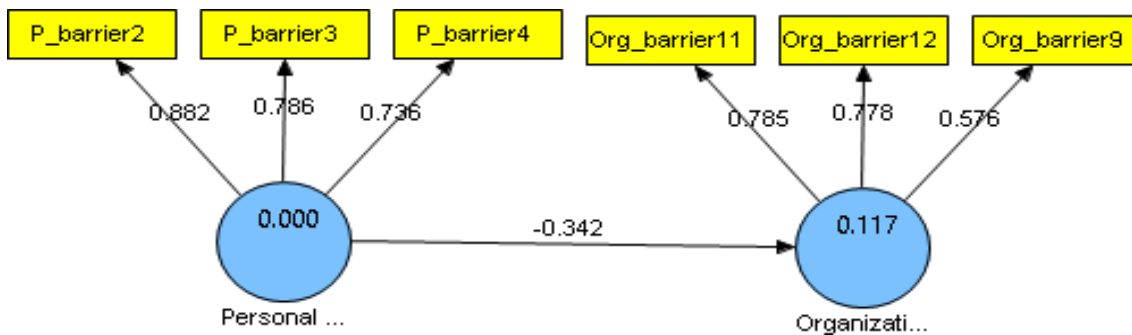 P_barrier2 P_barrier3 P_barrier4 Org_barrier11 Org_barrier12 Org_barrier9
0.882 0.786 0.736 0.785 0.778 0.576
0.000 -0.342 0.117
Personal ... Organizati...